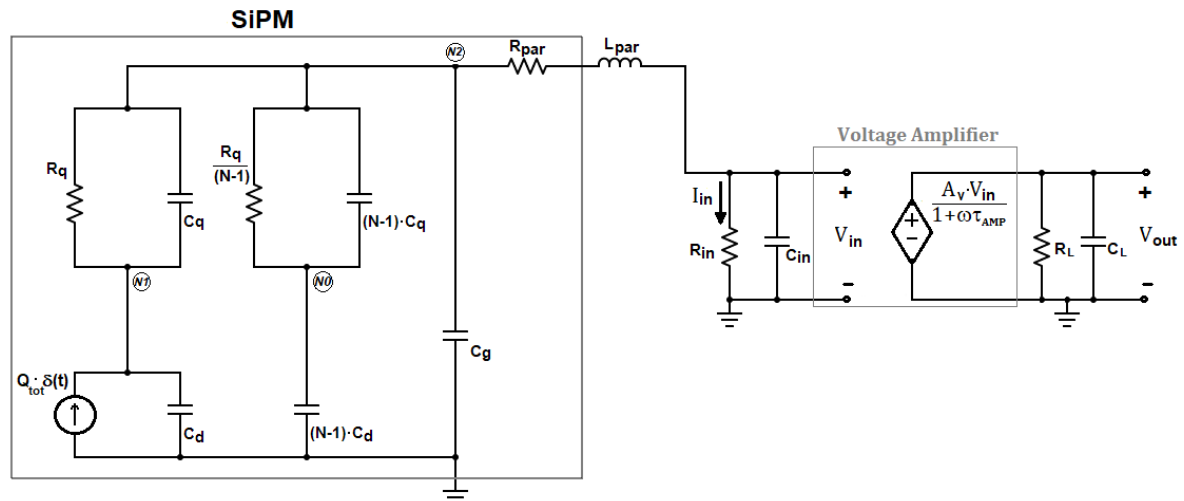 SiPM
N2
Rpar
Lpar
Rq
Cq
Rq
(N-1)
(N-1)·Cq
N1
N0
Cg
Qtot·δ(t)
Cd
(N-1)·Cd
Voltage Amplifier
Iin
Rin
Cin
+
Vin
−
Av·Vin
1+ωτAMP
+
−
RL
CL
+
Vout
−